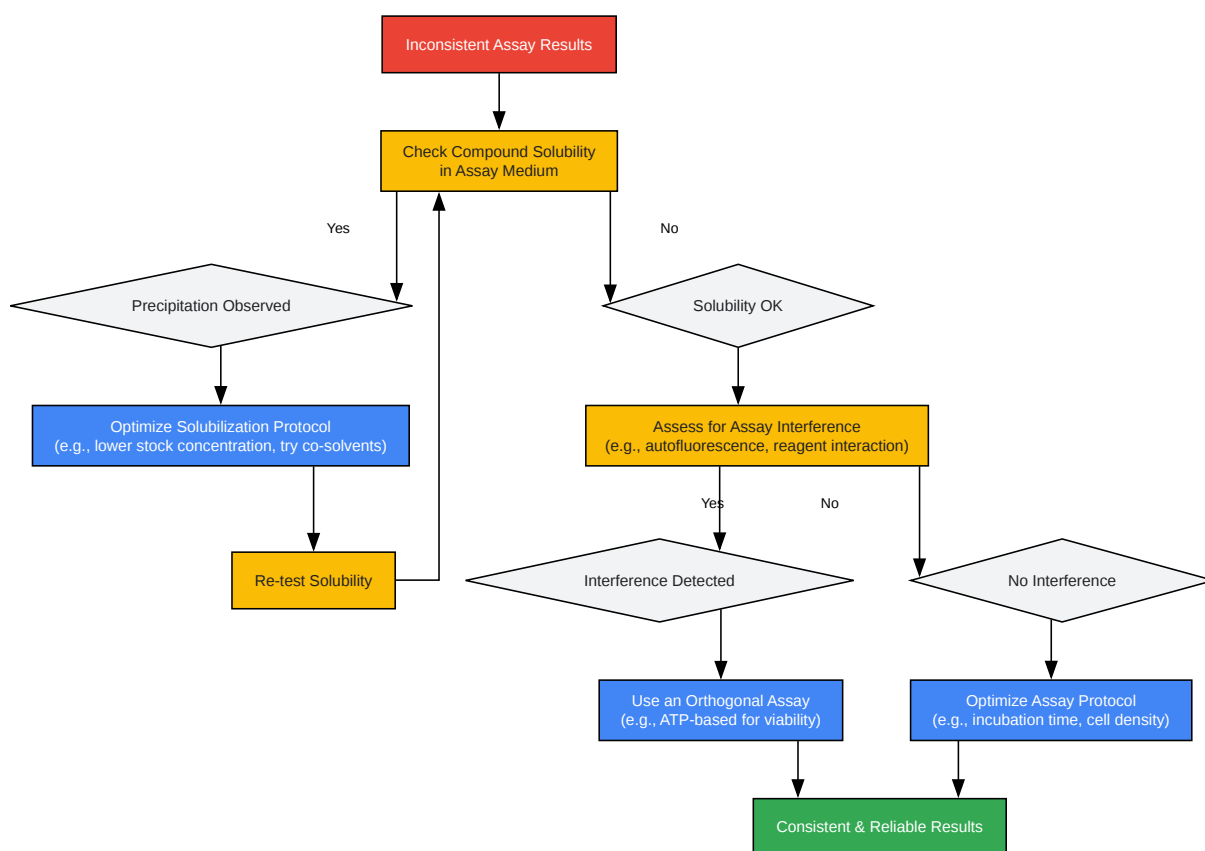 Inconsistent Assay Results
Check Compound Solubility
in Assay Medium
Yes
No
Precipitation Observed
Solubility OK
Optimize Solubilization Protocol
(e.g., lower stock concentration, try co-solvents)
Assess for Assay Interference
(e.g., autofluorescence, reagent interaction)
Yes
No
Re-test Solubility
Interference Detected
No Interference
Use an Orthogonal Assay
(e.g., ATP-based for viability)
Optimize Assay Protocol
(e.g., incubation time, cell density)
Consistent & Reliable Results